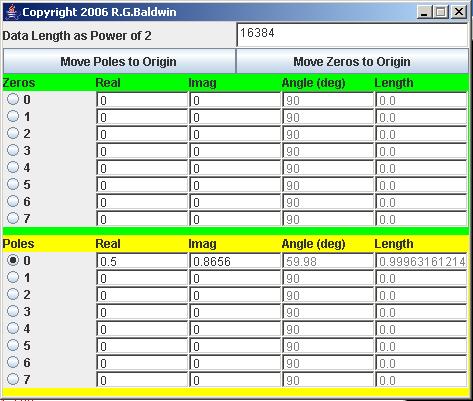 Copyright 2006 R.G.Baldwin
Data Length as Power of 2 16384
Move Poles to Origin Move Zeros to Origin
Zeros Real Imag Angle (deg) Length
0 0 0 90 0.0
1 0 0 90 0.0
2 0 0 90 0.0
3 0 0 90 0.0
4 0 0 90 0.0
5 0 0 90 0.0
6 0 0 90 0.0
7 0 0 90 0.0
Poles Real Imag Angle (deg) Length
0 0.5 0.8656 59.98 0.99963161214
1 0 0 90 0.0
2 0 0 90 0.0
3 0 0 90 0.0
4 0 0 90 0.0
5 0 0 90 0.0
6 0 0 90 0.0
7 0 0 90 0.0